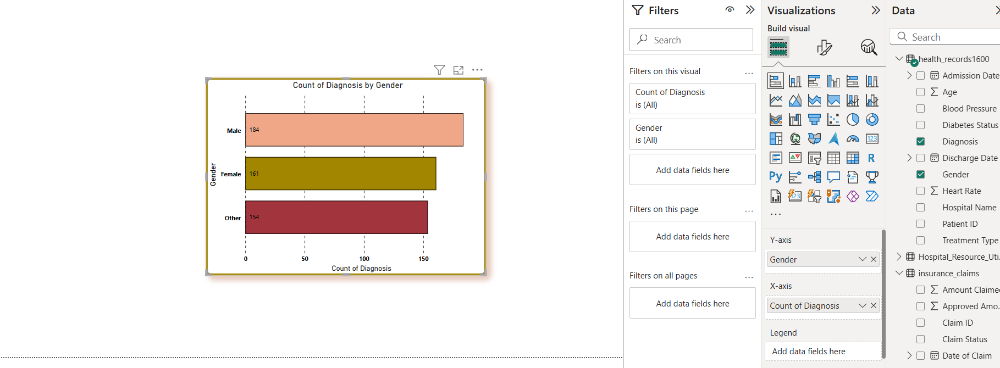 Count of Diagnosis by Gender
Gender
Male
184
Female
161
Other
154
0
50
100
150
Count of Diagnosis
Filters
Search
Filters on this visual
...
Count of Diagnosis
is (All)
Gender
is (All)
Add data fields here
Filters on this page
...
Add data fields here
Filters on all pages
...
Add data fields here
Visualizations
Build visual
123
R
Py
123
...
Y-axis
Gender
X-axis
Count of Diagnosis
Legend
Add data fields here
Data
Search
health_records1600
Admission Date
Age
Blood Pressure
Diabetes Status
Diagnosis
Discharge Date
Gender
Heart Rate
Hospital Name
Patient ID
Treatment Type
Hospital_Resource_Uti...
insurance_claims
Amount Claimed
Approved Amo...
Claim ID
Claim Status
Date of Claim